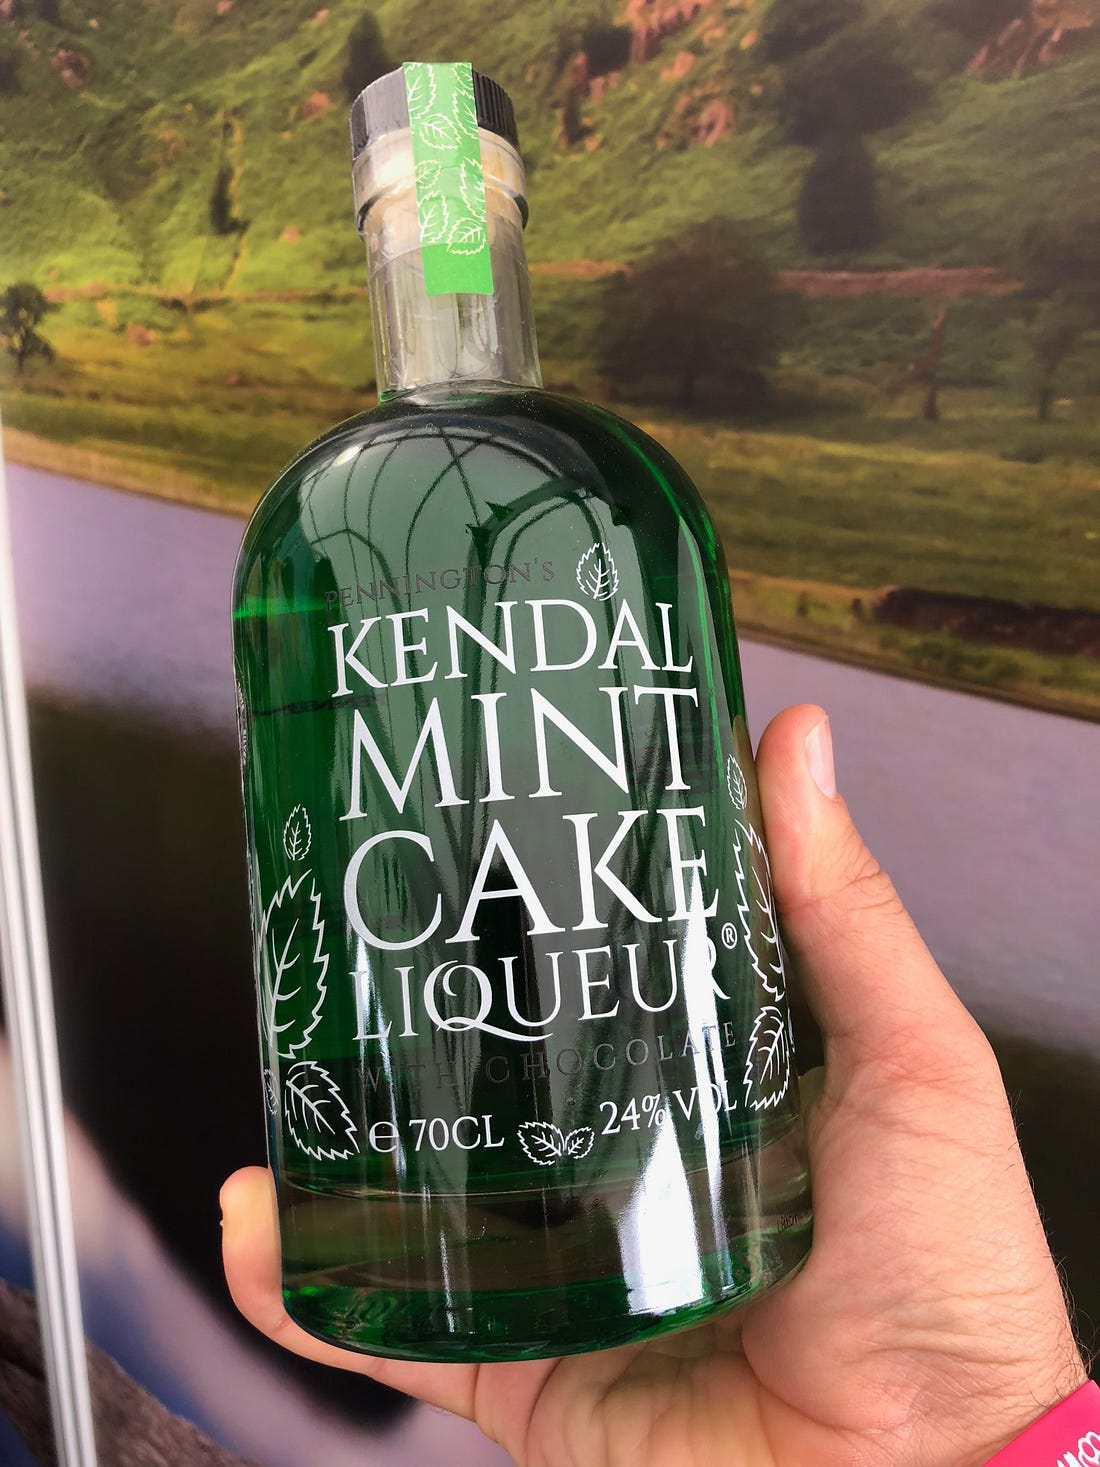 PENNINGTON'S
KENDAL
MINT
CAKE
LIQUEUR®
WITH CHOCOLATE
℮ 70CL 24% VOL